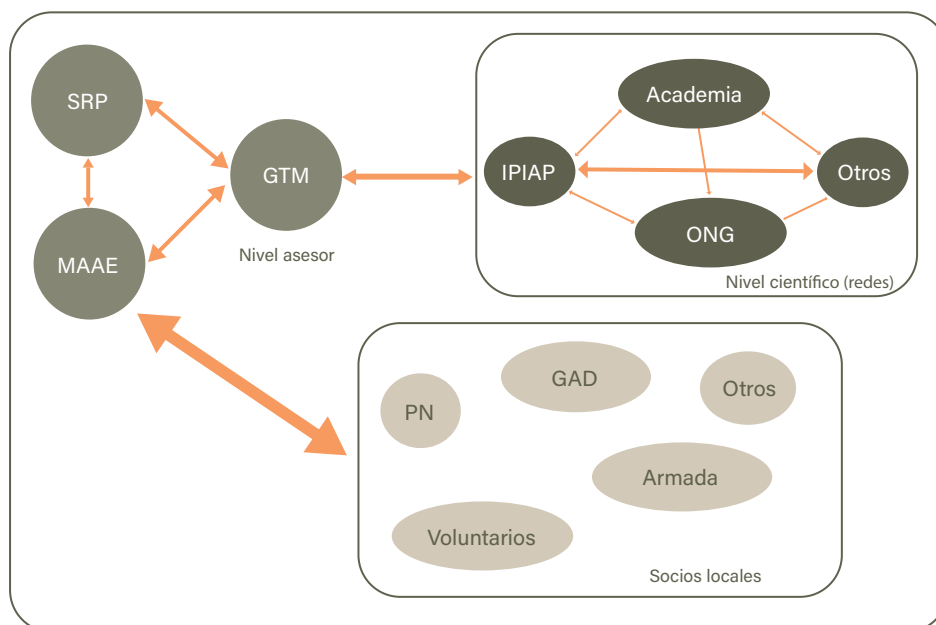 SRP
GTM
MAAE
Nivel asesor
Academia
IPIAP
Otros
ONG
Nivel científico (redes)
GAD
Otros
PN
Armada
Voluntarios
Socios locales